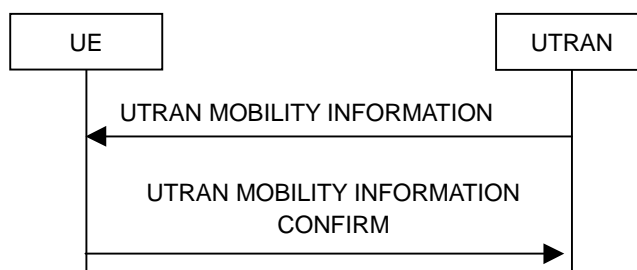 UE
UTRAN
UTRAN MOBILITY INFORMATION
UTRAN MOBILITY INFORMATION
CONFIRM